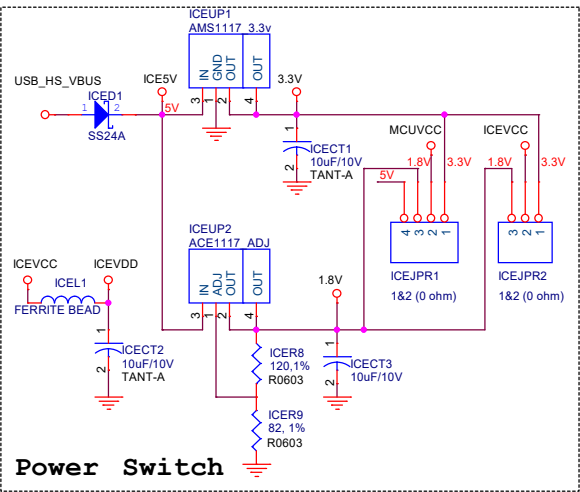 ICEUP1
AMS1117_3.3v
USB_HS_VBUS
ICED1
ICE5V
IN
GND
OUT
OUT
3.3V
1
2
5V
3
1
2
4
SS24A
MCUVCC
ICEVCC
1
2
ICECT1
10uF/10V
TANT-A
1.8V
3.3V
1.8V
3.3V
5V
4
3
2
1
3
2
1
ICEUP2
ACE1117_ADJ
ICEJPR1
ICEJPR2
1&2 (0 ohm)
1&2 (0 ohm)
ICEVCC
ICEVDD
ICEL1
FERRITE BEAD
IN
ADJ
OUT
OUT
1.8V
3
1
2
4
1
2
ICECT2
10uF/10V
TANT-A
ICER8
120,1%
R0603
1
2
ICECT3
10uF/10V
ICER9
82, 1%
R0603
Power Switch